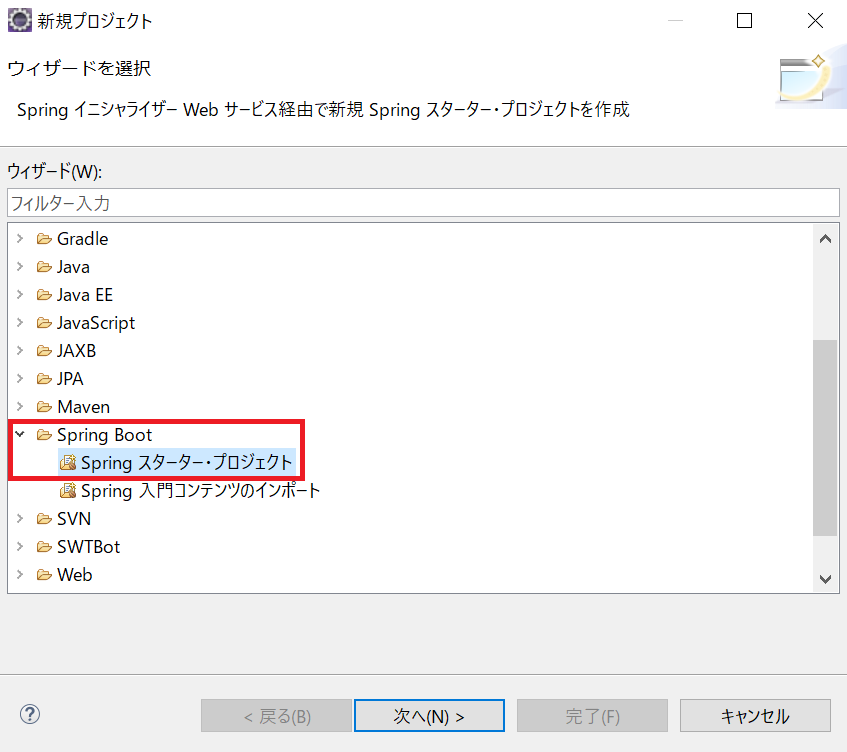 新規プロジェクト
ウィザードを選択
Spring イニシャライザー Web サービス経由で新規 Spring スターター・プロジェクトを作成
ウィザード(W):
フィルター入力
Gradle
Java
Java EE
JavaScript
JAXB
JPA
Maven
Spring Boot
Spring スターター・プロジェクト
Spring 入門コンテンツのインポート
SVN
SWTBot
Web
? < 戻る(B) 次へ(N) > 完了(F) キャンセル